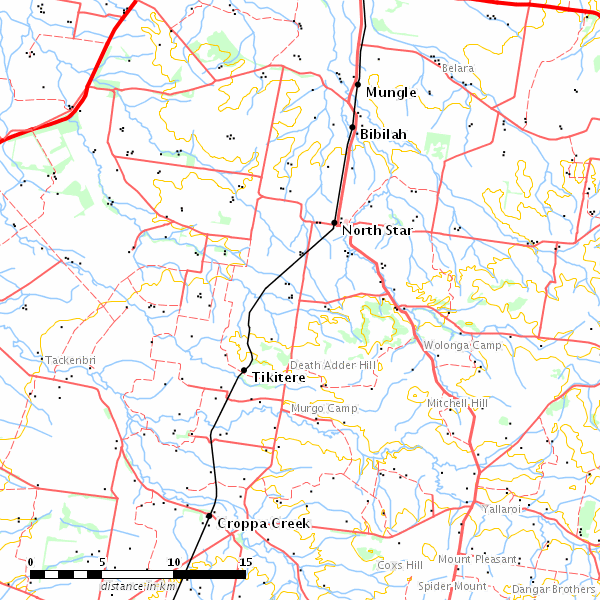 Belara
Mungle
Bibilah
North Star
Wolonga Camp
Tackenbri
Death Adder Hill
Tikitere
Mitchell Hill
Murgo Camp
Yallaroi
Croppa Creek
Mount Pleasant
0 5 10 15
Coxs Hill
distance in km
Spider Mount
Dangar Brothers